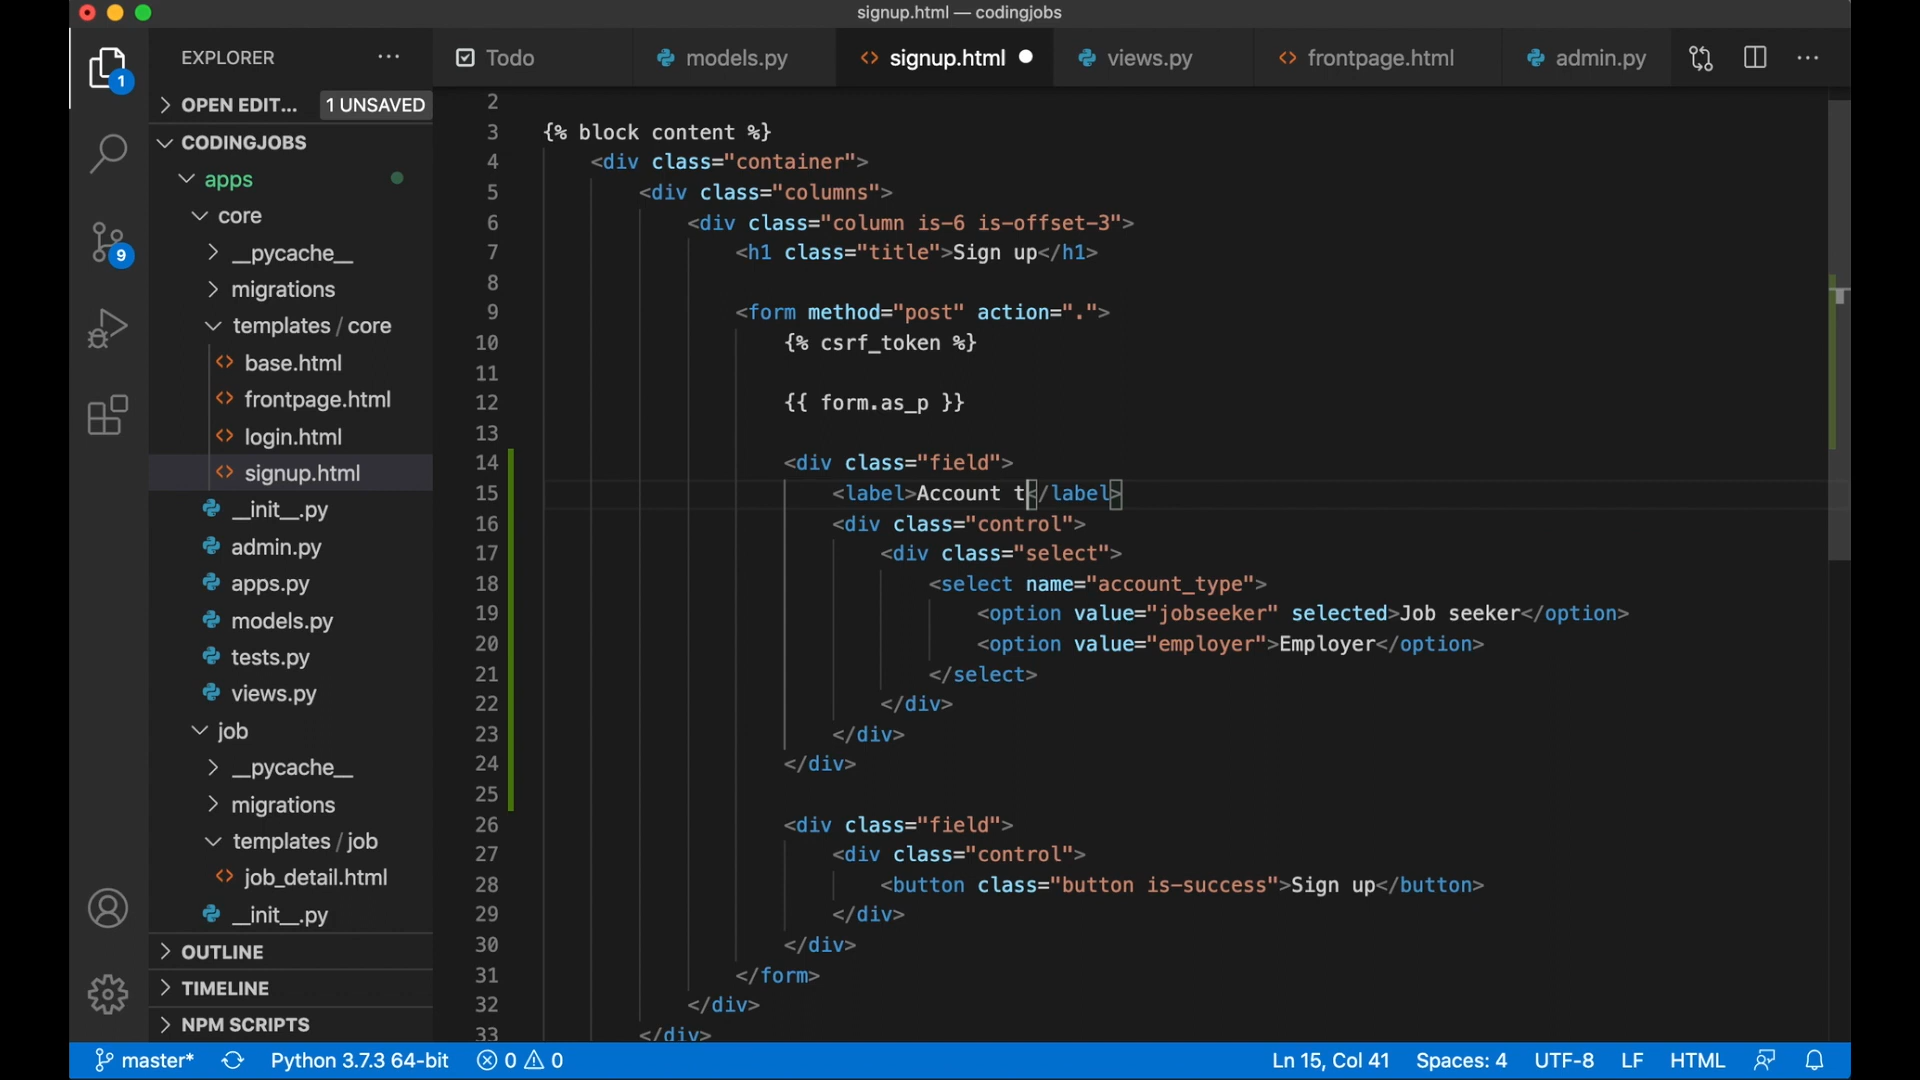 signup.html — codingjobs
EXPLORER
Todo
models.py
signup.html
views.py
frontpage.html
admin.py
1
OPEN EDIT... 1 UNSAVED
CODINGJOBS
apps
core
__pycache__
migrations
templates / core
base.html
frontpage.html
login.html
signup.html
__init__.py
admin.py
apps.py
models.py
tests.py
views.py
job
__pycache__
migrations
templates / job
job_detail.html
__init__.py
OUTLINE
TIMELINE
NPM SCRIPTS
9
2
3 {% block content %}
4 <div class="container">
5 <div class="columns">
6 <div class="column is-6 is-offset-3">
7 <h1 class="title">Sign up</h1>
8
9 <form method="post" action=".">
10 {% csrf_token %}
11
12 {{ form.as_p }}
13
14 <div class="field">
15 <label>Account t</label>
16 <div class="control">
17 <div class="select">
18 <select name="account_type">
19 <option value="jobseeker" selected>Job seeker</option>
20 <option value="employer">Employer</option>
21 </select>
22 </div>
23 </div>
24 </div>
25
26 <div class="field">
27 <div class="control">
28 <button class="button is-success">Sign up</button>
29 </div>
30 </div>
31 </form>
32 </div>
33 </div>
master* Python 3.7.3 64-bit 0 0 Ln 15, Col 41 Spaces: 4 UTF-8 LF HTML